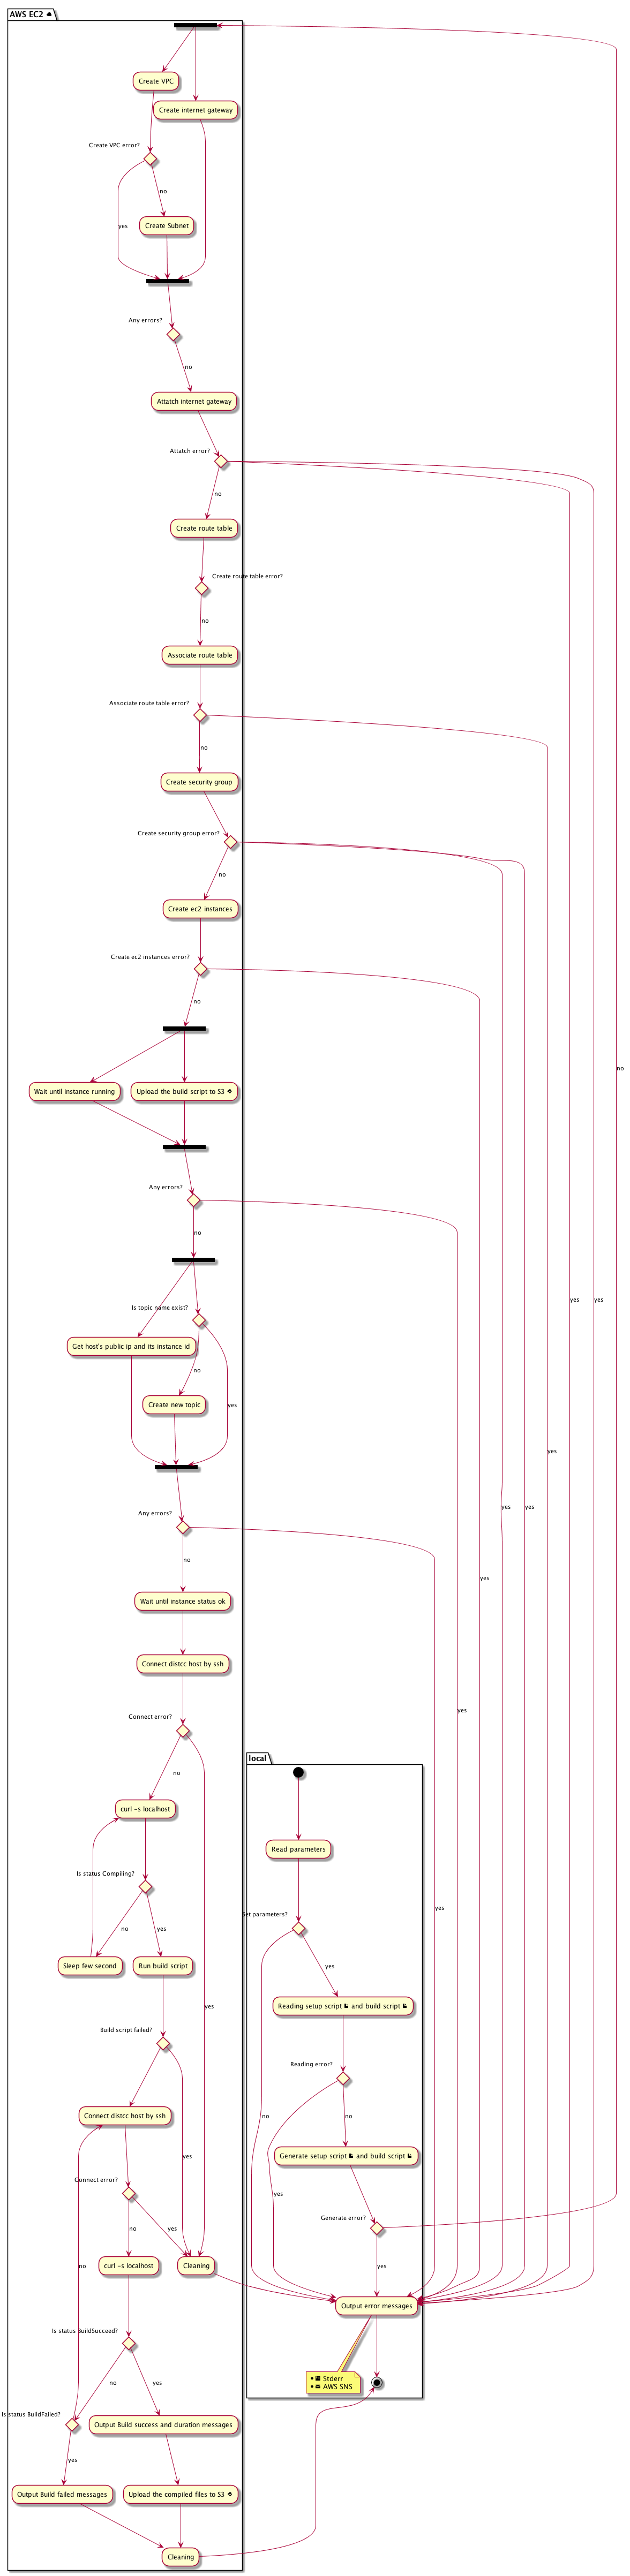 AWS EC2
Create VPC
Create internet gateway
Create VPC error?
no
yes
Create Subnet
Any errors?
no
Attatch internet gateway
Attatch error?
no
Create route table
Create route table error?
no
Associate route table
Associate route table error?
no
Create security group
Create security group error?
no
Create ec2 instances
Create ec2 instances error?
no
no
Wait until instance running
Upload the build script to S3
Any errors?
no
yes
yes
Is topic name exist?
Get host's public ip and its instance id
no
Create new topic
yes
yes
yes
yes
Any errors?
no
yes
Wait until instance status ok
Connect distcc host by ssh
yes
Connect error?
no
local
curl -s localhost
Read parameters
Is status Compiling?
Set parameters?
yes
no
yes
yes
Sleep few second
Run build script
Reading setup script and build script
yes
Build script failed?
Reading error?
Connect distcc host by ssh
no
no
yes
Generate setup script and build script
Connect error?
yes
Generate error?
no
yes
no
curl -s localhost
Cleaning
yes
Output error messages
Is status BuildSucceed?
Stderr
AWS SNS
no
yes
Is status BuildFailed?
Output Build success and duration messages
yes
Output Build failed messages
Upload the compiled files to S3
Cleaning